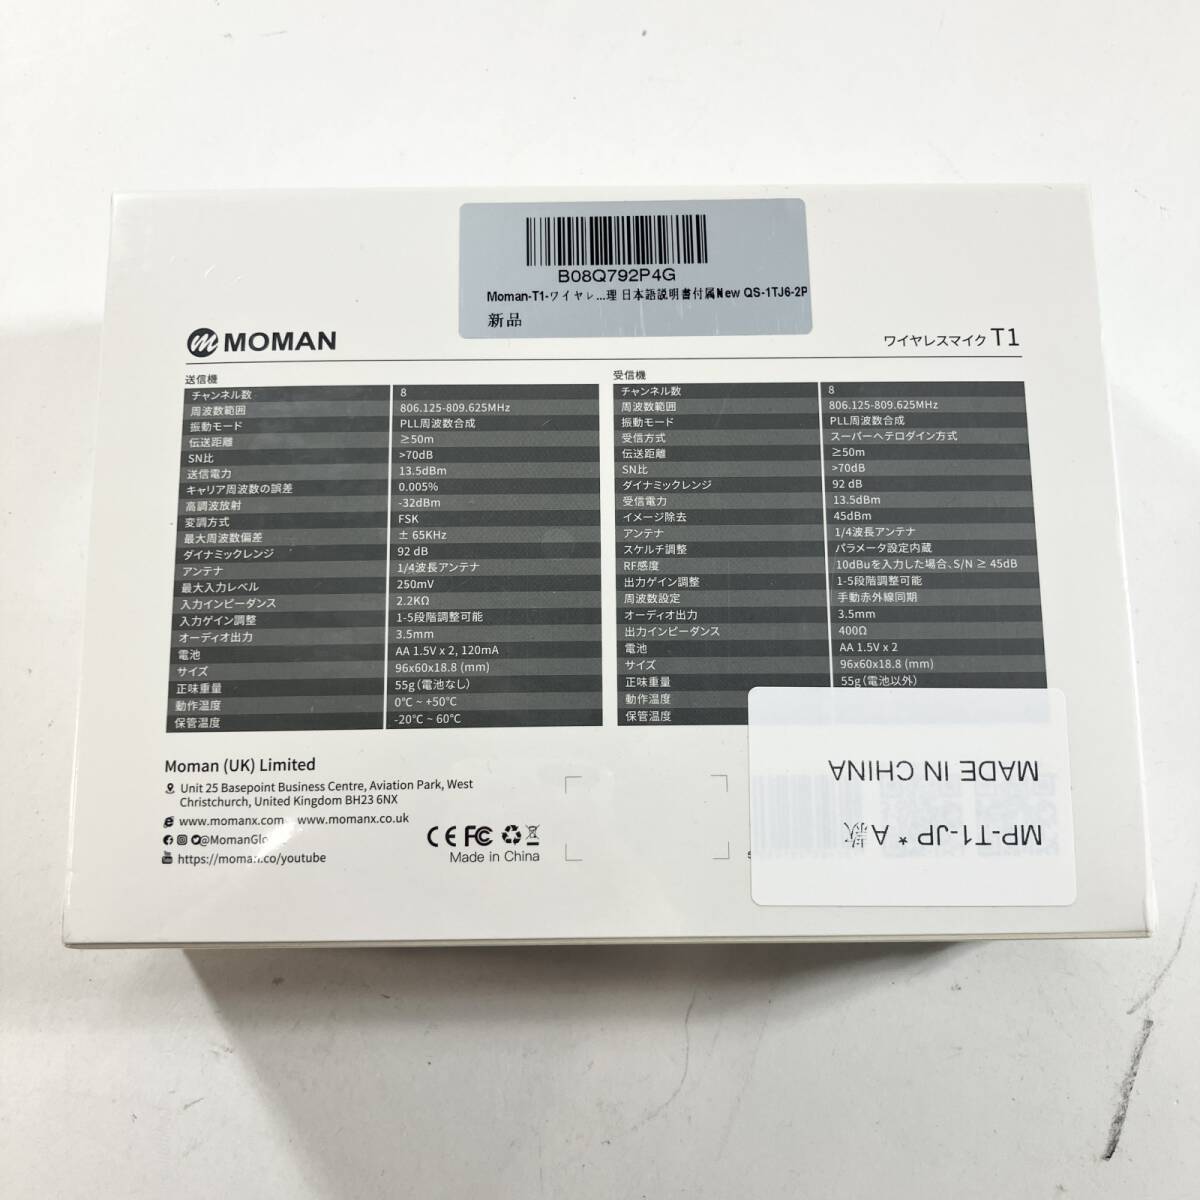 B08Q792P4G
Moman-T1-ワイヤレ...理 日本語説明書付属New QS-1TJ6-2P
新品
MOMAN
ワイヤレスマイク T1
送信機
チャンネル数 8
周波数範囲 806.125-809.625MHz
振動モード PLL周波数合成
伝送距離 ≥50m
SN比 >70dB
送信電力 13.5dBm
キャリア周波数の誤差 0.005%
高調波放射 -32dBm
変調方式 FSK
最大周波数偏差 ± 65KHz
ダイナミックレンジ 92 dB
アンテナ 1/4波長アンテナ
最大入力レベル 250mV
入力インピーダンス 2.2KΩ
入力ゲイン調整 1-5段階調整可能
オーディオ出力 3.5mm
電池 AA 1.5V x 2, 120mA
サイズ 96x60x18.8 (mm)
正味重量 55g(電池なし)
動作温度 0℃ ~ +50℃
保管温度 -20℃ ~ 60℃
受信機
チャンネル数 8
周波数範囲 806.125-809.625MHz
振動モード PLL周波数合成
受信方式 スーパーヘテロダイン方式
伝送距離 ≥50m
SN比 >70dB
ダイナミックレンジ 92 dB
受信電力 13.5dBm
イメージ除去 45dBm
アンテナ 1/4波長アンテナ
スケルチ調整 パラメータ設定内蔵
RF感度 10dBuを入力した場合、S/N ≥ 45dB
出力ゲイン調整 1-5段階調整可能
周波数設定 手動赤外線同期
オーディオ出力 3.5mm
出力インピーダンス 400Ω
電池 AA 1.5V x 2
サイズ 96x60x18.8 (mm)
正味重量 55g(電池以外)
動作温度
保管温度
Moman (UK) Limited
Unit 25 Basepoint Business Centre, Aviation Park, West
Christchurch, United Kingdom BH23 6NX
www.momanx.com www.momanx.co.uk
@MomanGlo
https://moman.co/youtube
CE FC
Made in China
MP-T1-JP * A款
MADE IN CHINA